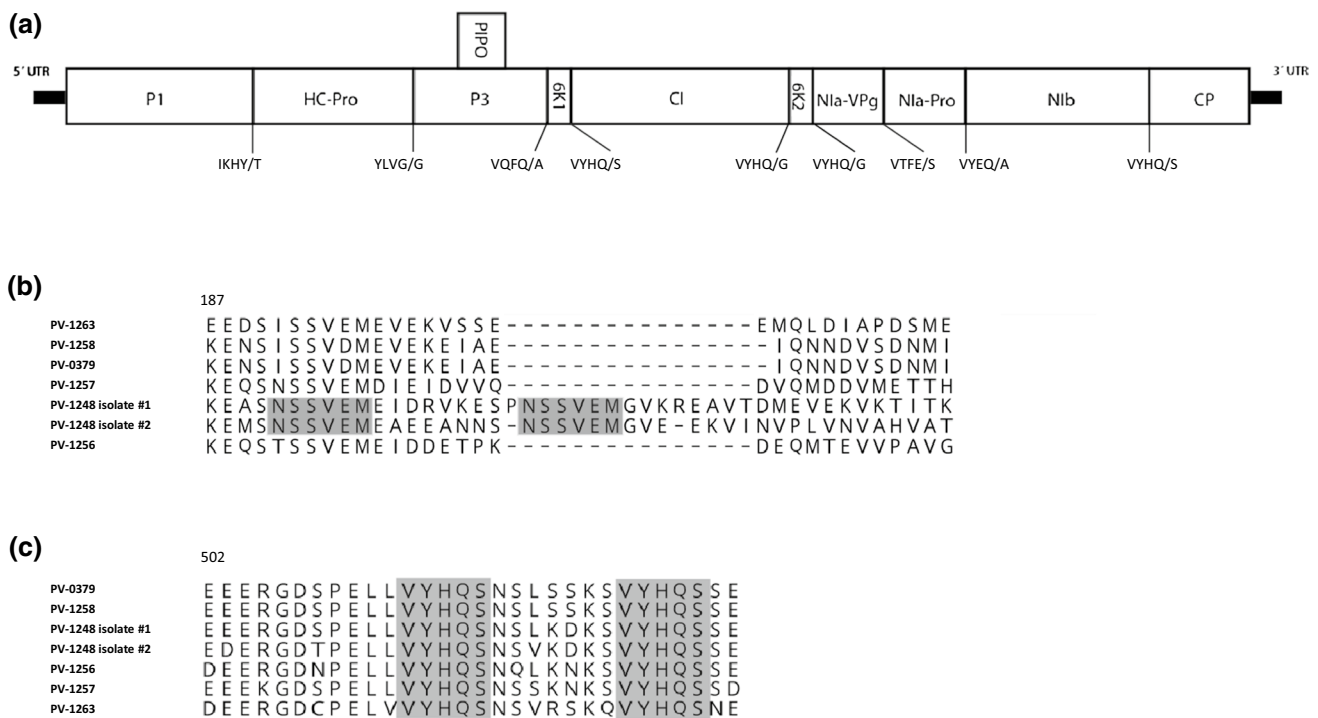 (a)
PIPO
5´ UTR
3´ UTR
P1
HC-Pro
P3
6K1
CI
6K2
NIa-VPg
NIa-Pro
NIb
CP
IKHY/T
YLVG/G
VQFQ/A
VYHQ/S
VYHQ/G
VYHQ/G
VTFE/S
VYEQ/A
VYHQ/S
(b)
187
PV-1263 EEDSISSVEMEVEKVSSE---------------EMQLDIAPDSME
PV-1258 KENSISSVDMEVEKEIAE----------------IQNNDVSDNMI
PV-0379 KENSISSVDMEVEKEIAE----------------IQNNDVSDNMI
PV-1257 KEQSNSSVEMDIEIDVVQ---------------DVQMDDVMETTH
PV-1248 isolate #1 KEASNSSVEMEIDRVKESPNSSVEMGVKREAVTDMEVEKVKTITK
PV-1248 isolate #2 KEMSNSSVEMEAEEANNS-NSSVEMGVE-EKVINVPLVNVAHVAT
PV-1256 KEQSTSSVEMEIDDETPK---------------DEQMTEVVPAVG
(c)
502
PV-0379 EEERGDSPELLVYHQSNSLSSKSVYHQSSE
PV-1258 EEERGDSPELLVYHQSNSLSSKSVYHQSSE
PV-1248 isolate #1 EEERGDSPELLVYHQSNSLKDKSVYHQSSE
PV-1248 isolate #2 EDERGDTPELLVYHQSNSVKDKSVYHQSSE
PV-1256 DEERGDNPELLVYHQSNQLKNKSVYHQSSE
PV-1257 EEEKGDSPELLVYHQSNSSKNKSVYHQSSD
PV-1263 DEERGDCPELVVYHQSNSVRSKQVYHQSNE